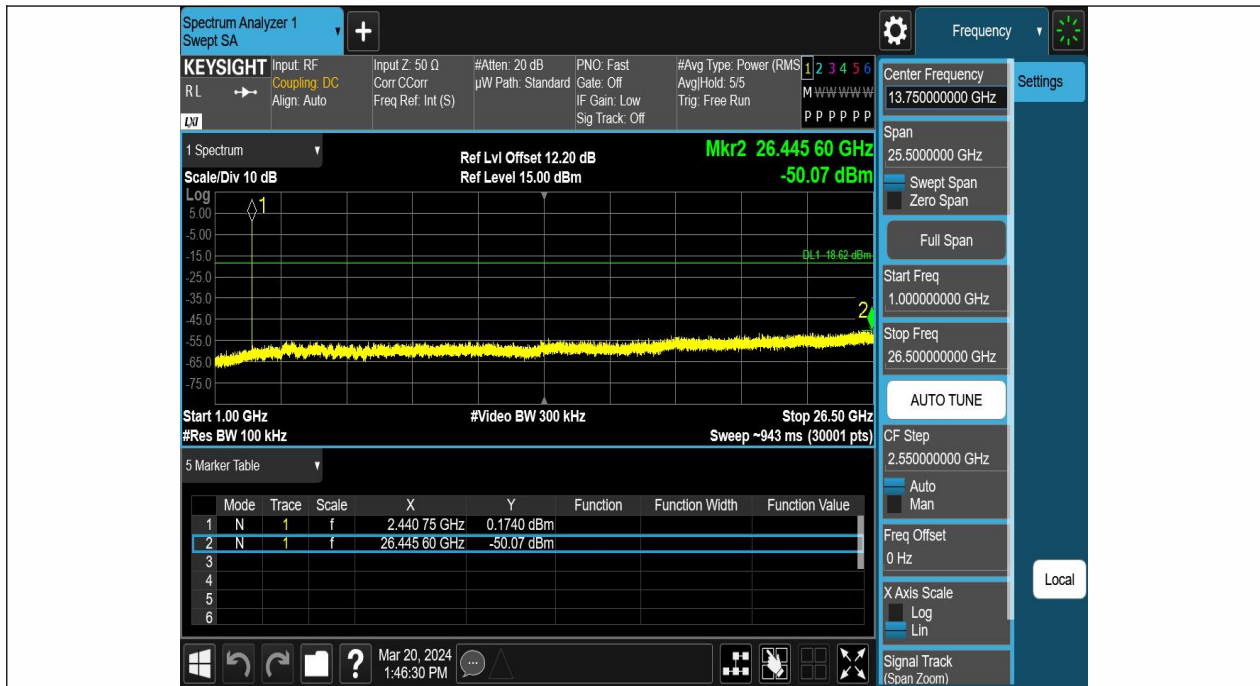 Spectrum Analyzer 1
Swept SA
+
Frequency
KEYSIGHT
RL
LXI
Input: RF
Coupling: DC
Align: Auto
Input Z: 50 Ω
Corr CCorr
Freq Ref: Int (S)
#Atten: 20 dB
µW Path: Standard
PNO: Fast
Gate: Off
IF Gain: Low
Sig Track: Off
#Avg Type: Power (RMS
Avg|Hold: 5/5
Trig: Free Run
1 2 3 4 5 6
M W W W W W
P P P P P P
1 Spectrum
Scale/Div 10 dB
Ref Lvl Offset 12.20 dB
Ref Level 15.00 dBm
Mkr2 26.445 60 GHz
-50.07 dBm
Log
5.00
-5.00
-15.0
-25.0
-35.0
-45.0
-55.0
-65.0
-75.0
1
DL1 -18.62 dBm
2
Start 1.00 GHz
#Video BW 300 kHz
Stop 26.50 GHz
#Res BW 100 kHz
Sweep ~943 ms (30001 pts)
5 Marker Table
Mode Trace Scale X Y Function Function Width Function Value
1 N 1 f 2.440 75 GHz 0.1740 dBm
2 N 1 f 26.445 60 GHz -50.07 dBm
3
4
5
6
?
Mar 20, 2024
1:46:30 PM
Settings
Center Frequency
13.750000000 GHz
Span
25.5000000 GHz
Swept Span
Zero Span
Full Span
Start Freq
1.000000000 GHz
Stop Freq
26.500000000 GHz
AUTO TUNE
CF Step
2.550000000 GHz
Auto
Man
Freq Offset
0 Hz
X Axis Scale
Log
Lin
Signal Track
(Span Zoom)
Local